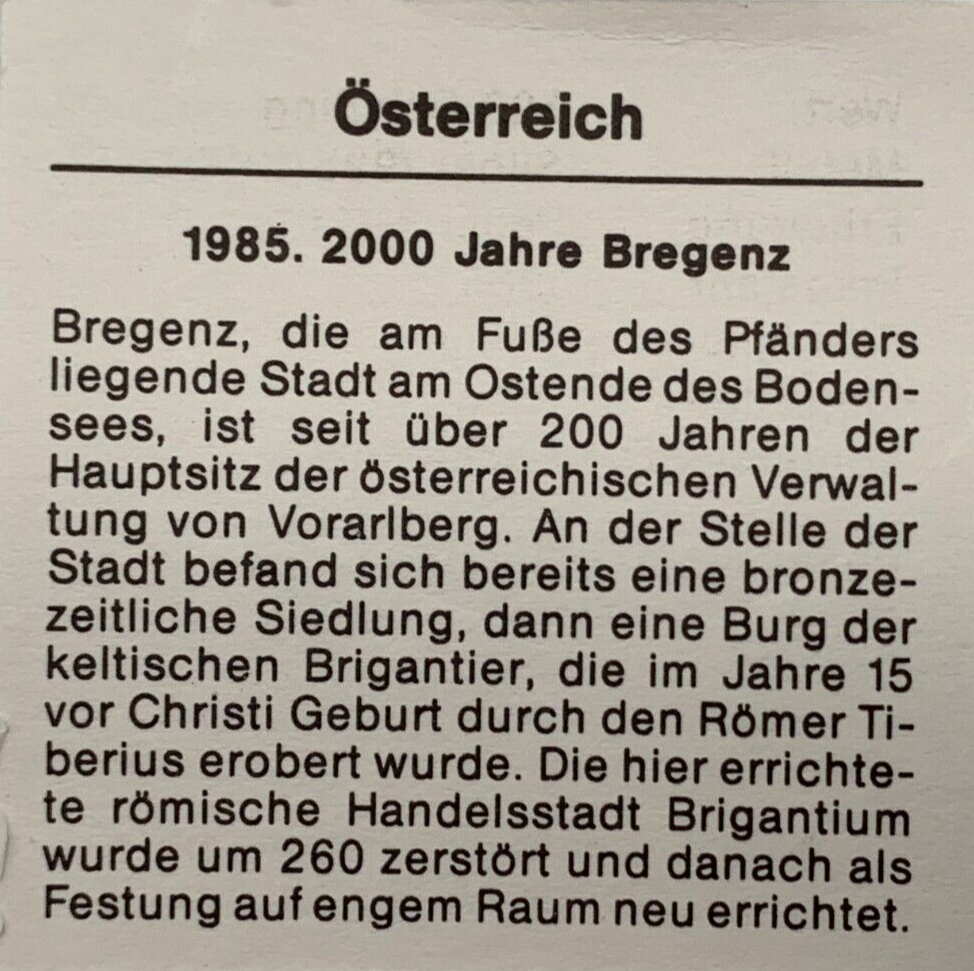 Österreich
1985. 2000 Jahre Bregenz
Bregenz, die am Fuße des Pfänders
liegende Stadt am Ostende des Boden-
sees, ist seit über 200 Jahren der
Hauptsitz der österreichischen Verwal-
tung von Vorarlberg. An der Stelle der
Stadt befand sich bereits eine bronze-
zeitliche Siedlung, dann eine Burg der
keltischen Brigantier, die im Jahre 15
vor Christi Geburt durch den Römer Ti-
berius erobert wurde. Die hier errichte-
te römische Handelsstadt Brigantium
wurde um 260 zerstört und danach als
Festung auf engem Raum neu errichtet.